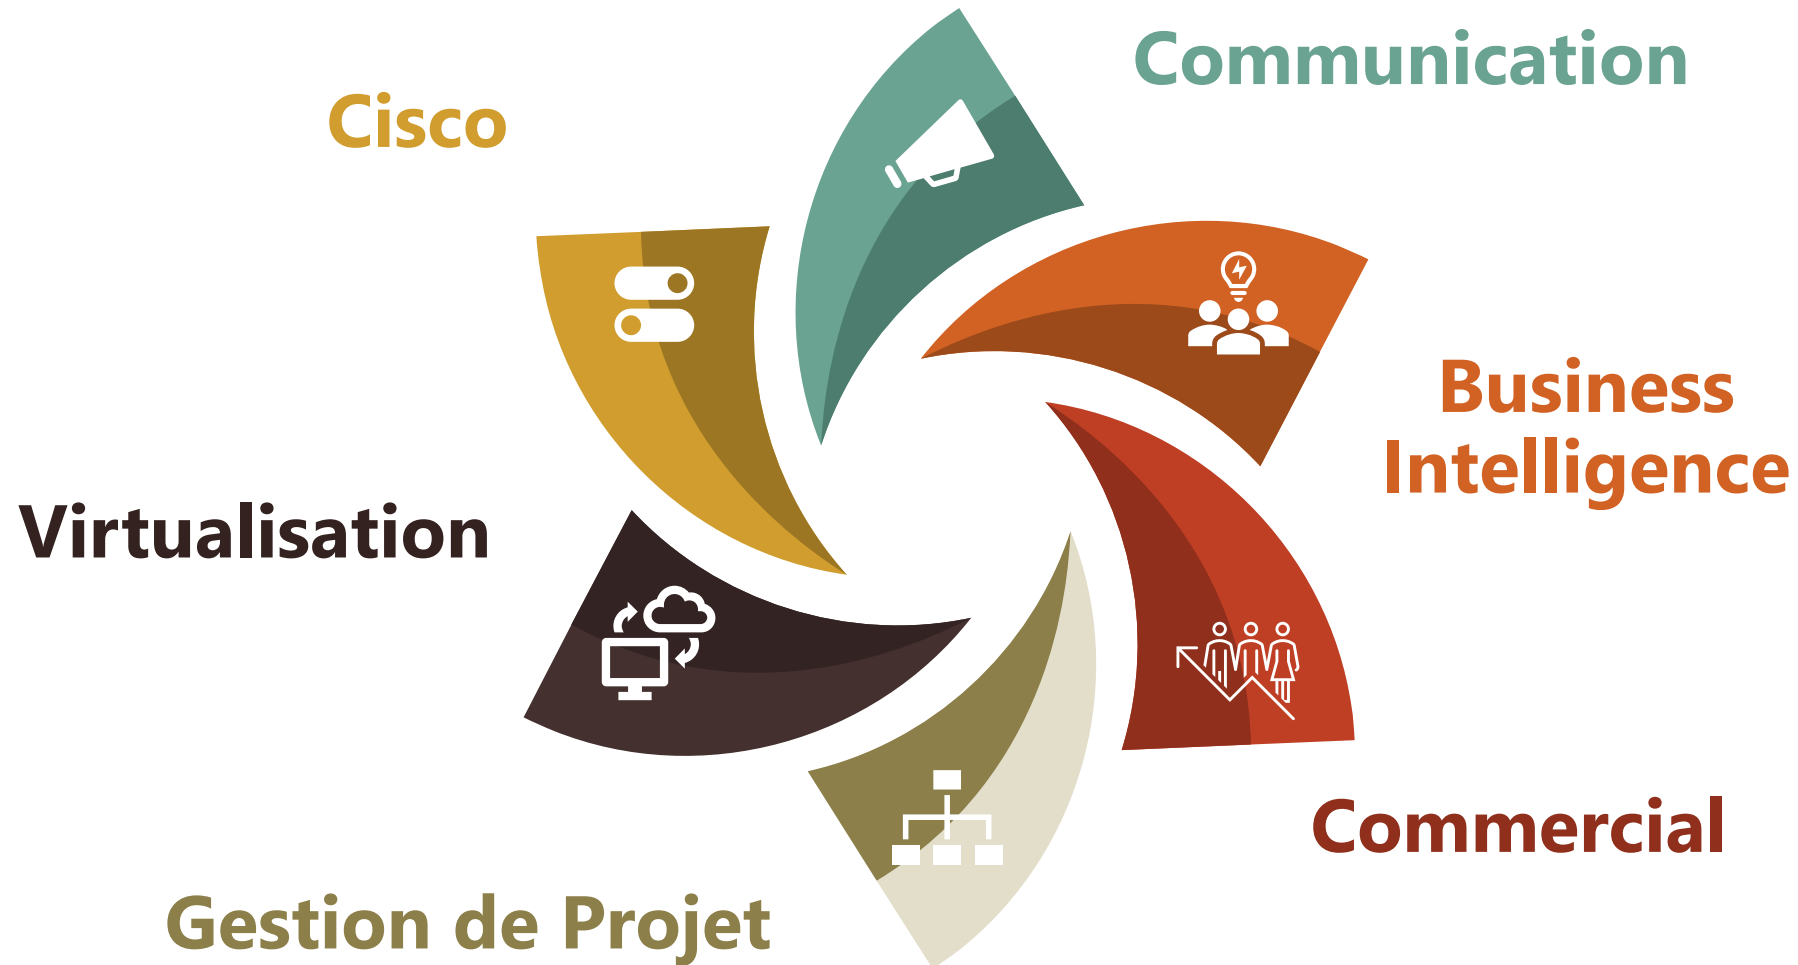 Communication
Cisco
Business
Intelligence
Virtualisation
Commercial
Gestion de Projet